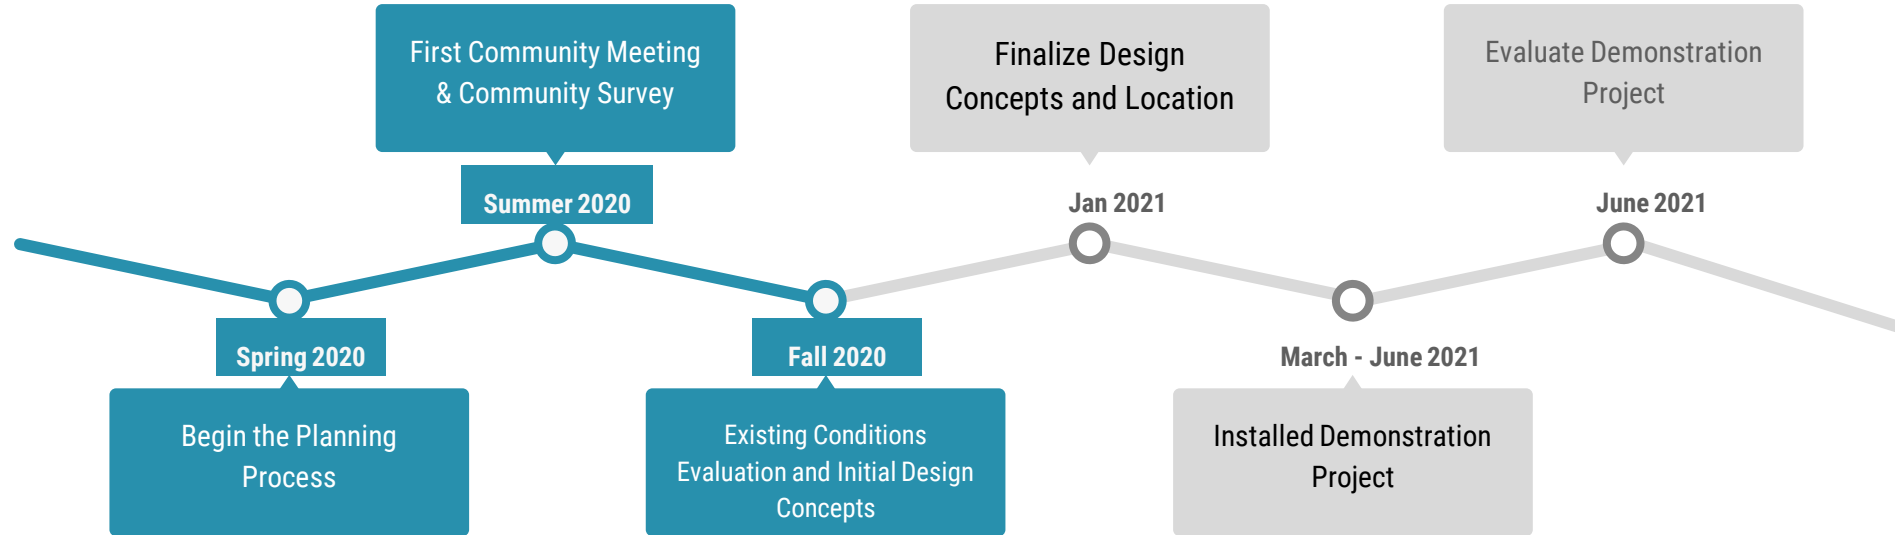 First Community Meeting
& Community Survey
Summer 2020
Finalize Design
Concepts and Location
Jan 2021
Evaluate Demonstration
Project
June 2021
Spring 2020
Begin the Planning
Process
Fall 2020
Existing Conditions
Evaluation and Initial Design
Concepts
March - June 2021
Installed Demonstration
Project